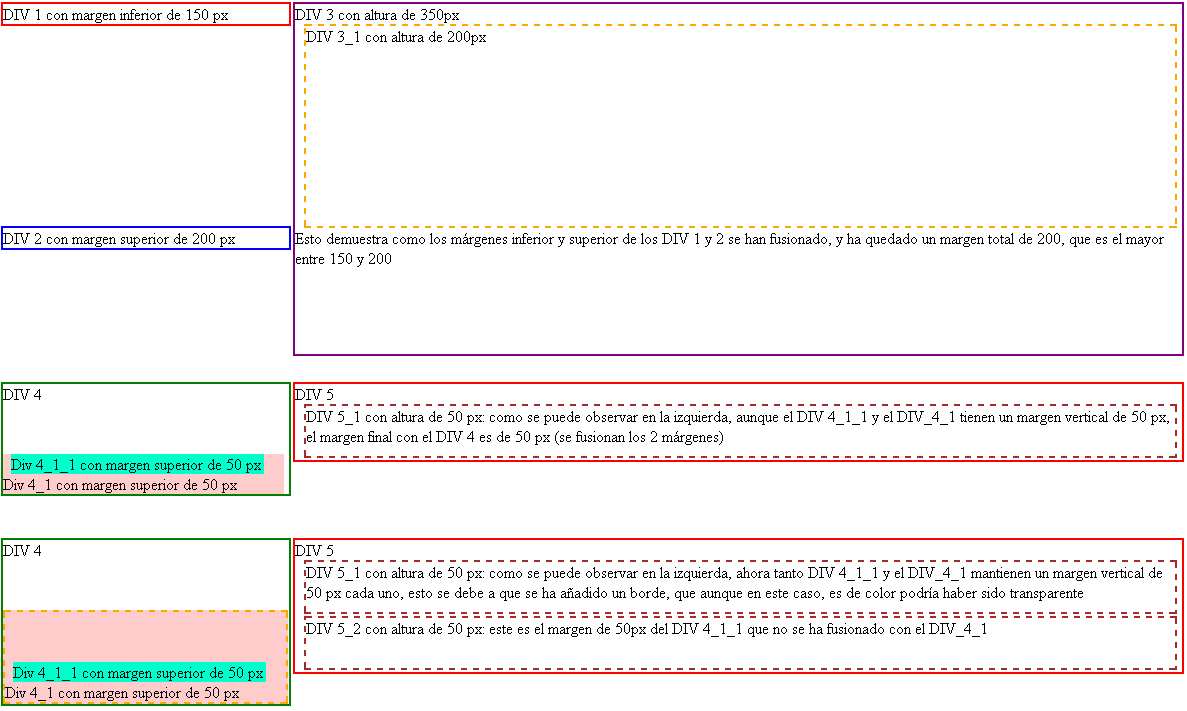 DIV 1 con margen inferior de 150 px
DIV 3 con altura de 350px
DIV 3_1 con altura de 200px
DIV 2 con margen superior de 200 px
Esto demuestra como los márgenes inferior y superior de los DIV 1 y 2 se han fusionado, y ha quedado un margen total de 200, que es el mayor
entre 150 y 200
DIV 4
DIV 5
DIV 5_1 con altura de 50 px: como se puede observar en la izquierda, aunque el DIV 4_1_1 y el DIV_4_1 tienen un margen vertical de 50 px,
el margen final con el DIV 4 es de 50 px (se fusionan los 2 márgenes)
Div 4_1_1 con margen superior de 50 px
Div 4_1 con margen superior de 50 px
DIV 4
DIV 5
DIV 5_1 con altura de 50 px: como se puede observar en la izquierda, ahora tanto DIV 4_1_1 y el DIV_4_1 mantienen un margen vertical de
50 px cada uno, esto se debe a que se ha añadido un borde, que aunque en este caso, es de color podría haber sido transparente
DIV 5_2 con altura de 50 px: este es el margen de 50px del DIV 4_1_1 que no se ha fusionado con el DIV_4_1
Div 4_1_1 con margen superior de 50 px
Div 4_1 con margen superior de 50 px